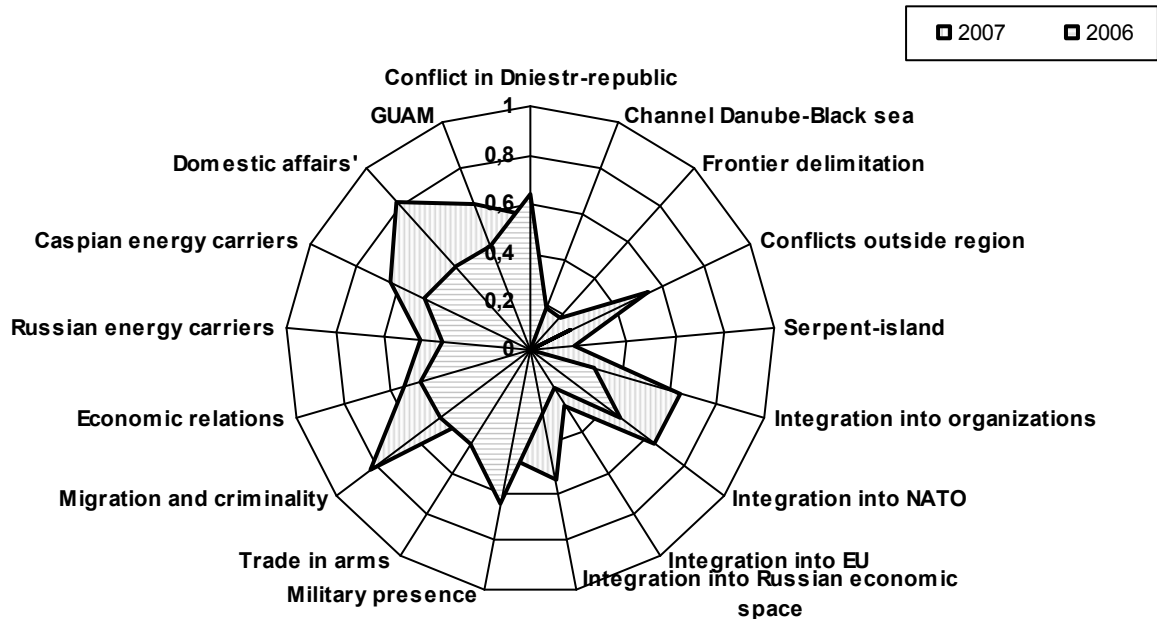 2007 2006
Conflict in Dniestr-republic
1
GUAM
Channel Danube-Black sea
0,8
Domestic affairs'
Frontier delimitation
0,6
Caspian energy carriers
Conflicts outside region
0,4
0,2
Russian energy carriers
Serpent-island
0
Economic relations
Integration into organizations
Migration and criminality
Integration into NATO
Trade in arms
Integration into EU
Military presence
Integration into Russian economic
space